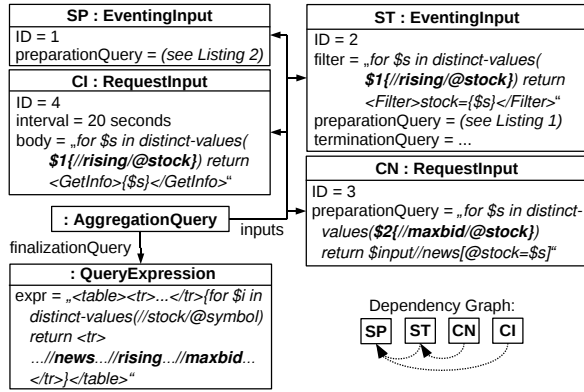 SP : EventingInput
ID = 1
preparationQuery = (see Listing 2)
CI : RequestInput
ID = 4
interval = 20 seconds
body = „for $s in distinct-values(
$1{//rising/@stock}) return
<GetInfo>{$s}</GetInfo>“
: AggregationQuery
inputs
finalizationQuery
: QueryExpression
expr = „<table><tr>...</tr>{for $i in
distinct-values(//stock/@symbol)
return <tr>
...//news...//rising...//maxbid...
</tr>}</table>“
ST : EventingInput
ID = 2
filter = „for $s in distinct-values(
$1{//rising/@stock}) return
<Filter>stock={$s}</Filter>“
preparationQuery = (see Listing 1)
terminationQuery = ...
CN : RequestInput
ID = 3
preparationQuery = „for $s in distinct-
values($2{//maxbid/@stock})
return $input//news[@stock=$s]“
Dependency Graph:
SP ST CN CI